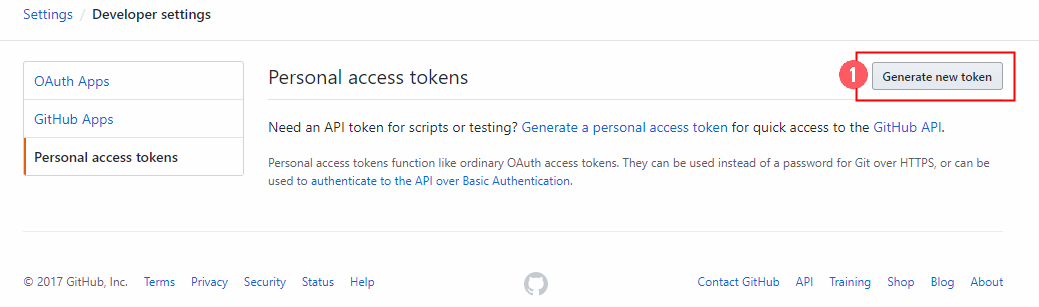 Settings / Developer settings
OAuth Apps
GitHub Apps
Personal access tokens
Personal access tokens
1
Generate new token
Need an API token for scripts or testing? Generate a personal access token for quick access to the GitHub API.
Personal access tokens function like ordinary OAuth access tokens. They can be used instead of a password for Git over HTTPS, or can be
used to authenticate to the API over Basic Authentication.
© 2017 GitHub, Inc. Terms Privacy Security Status Help
Contact GitHub API Training Shop Blog About